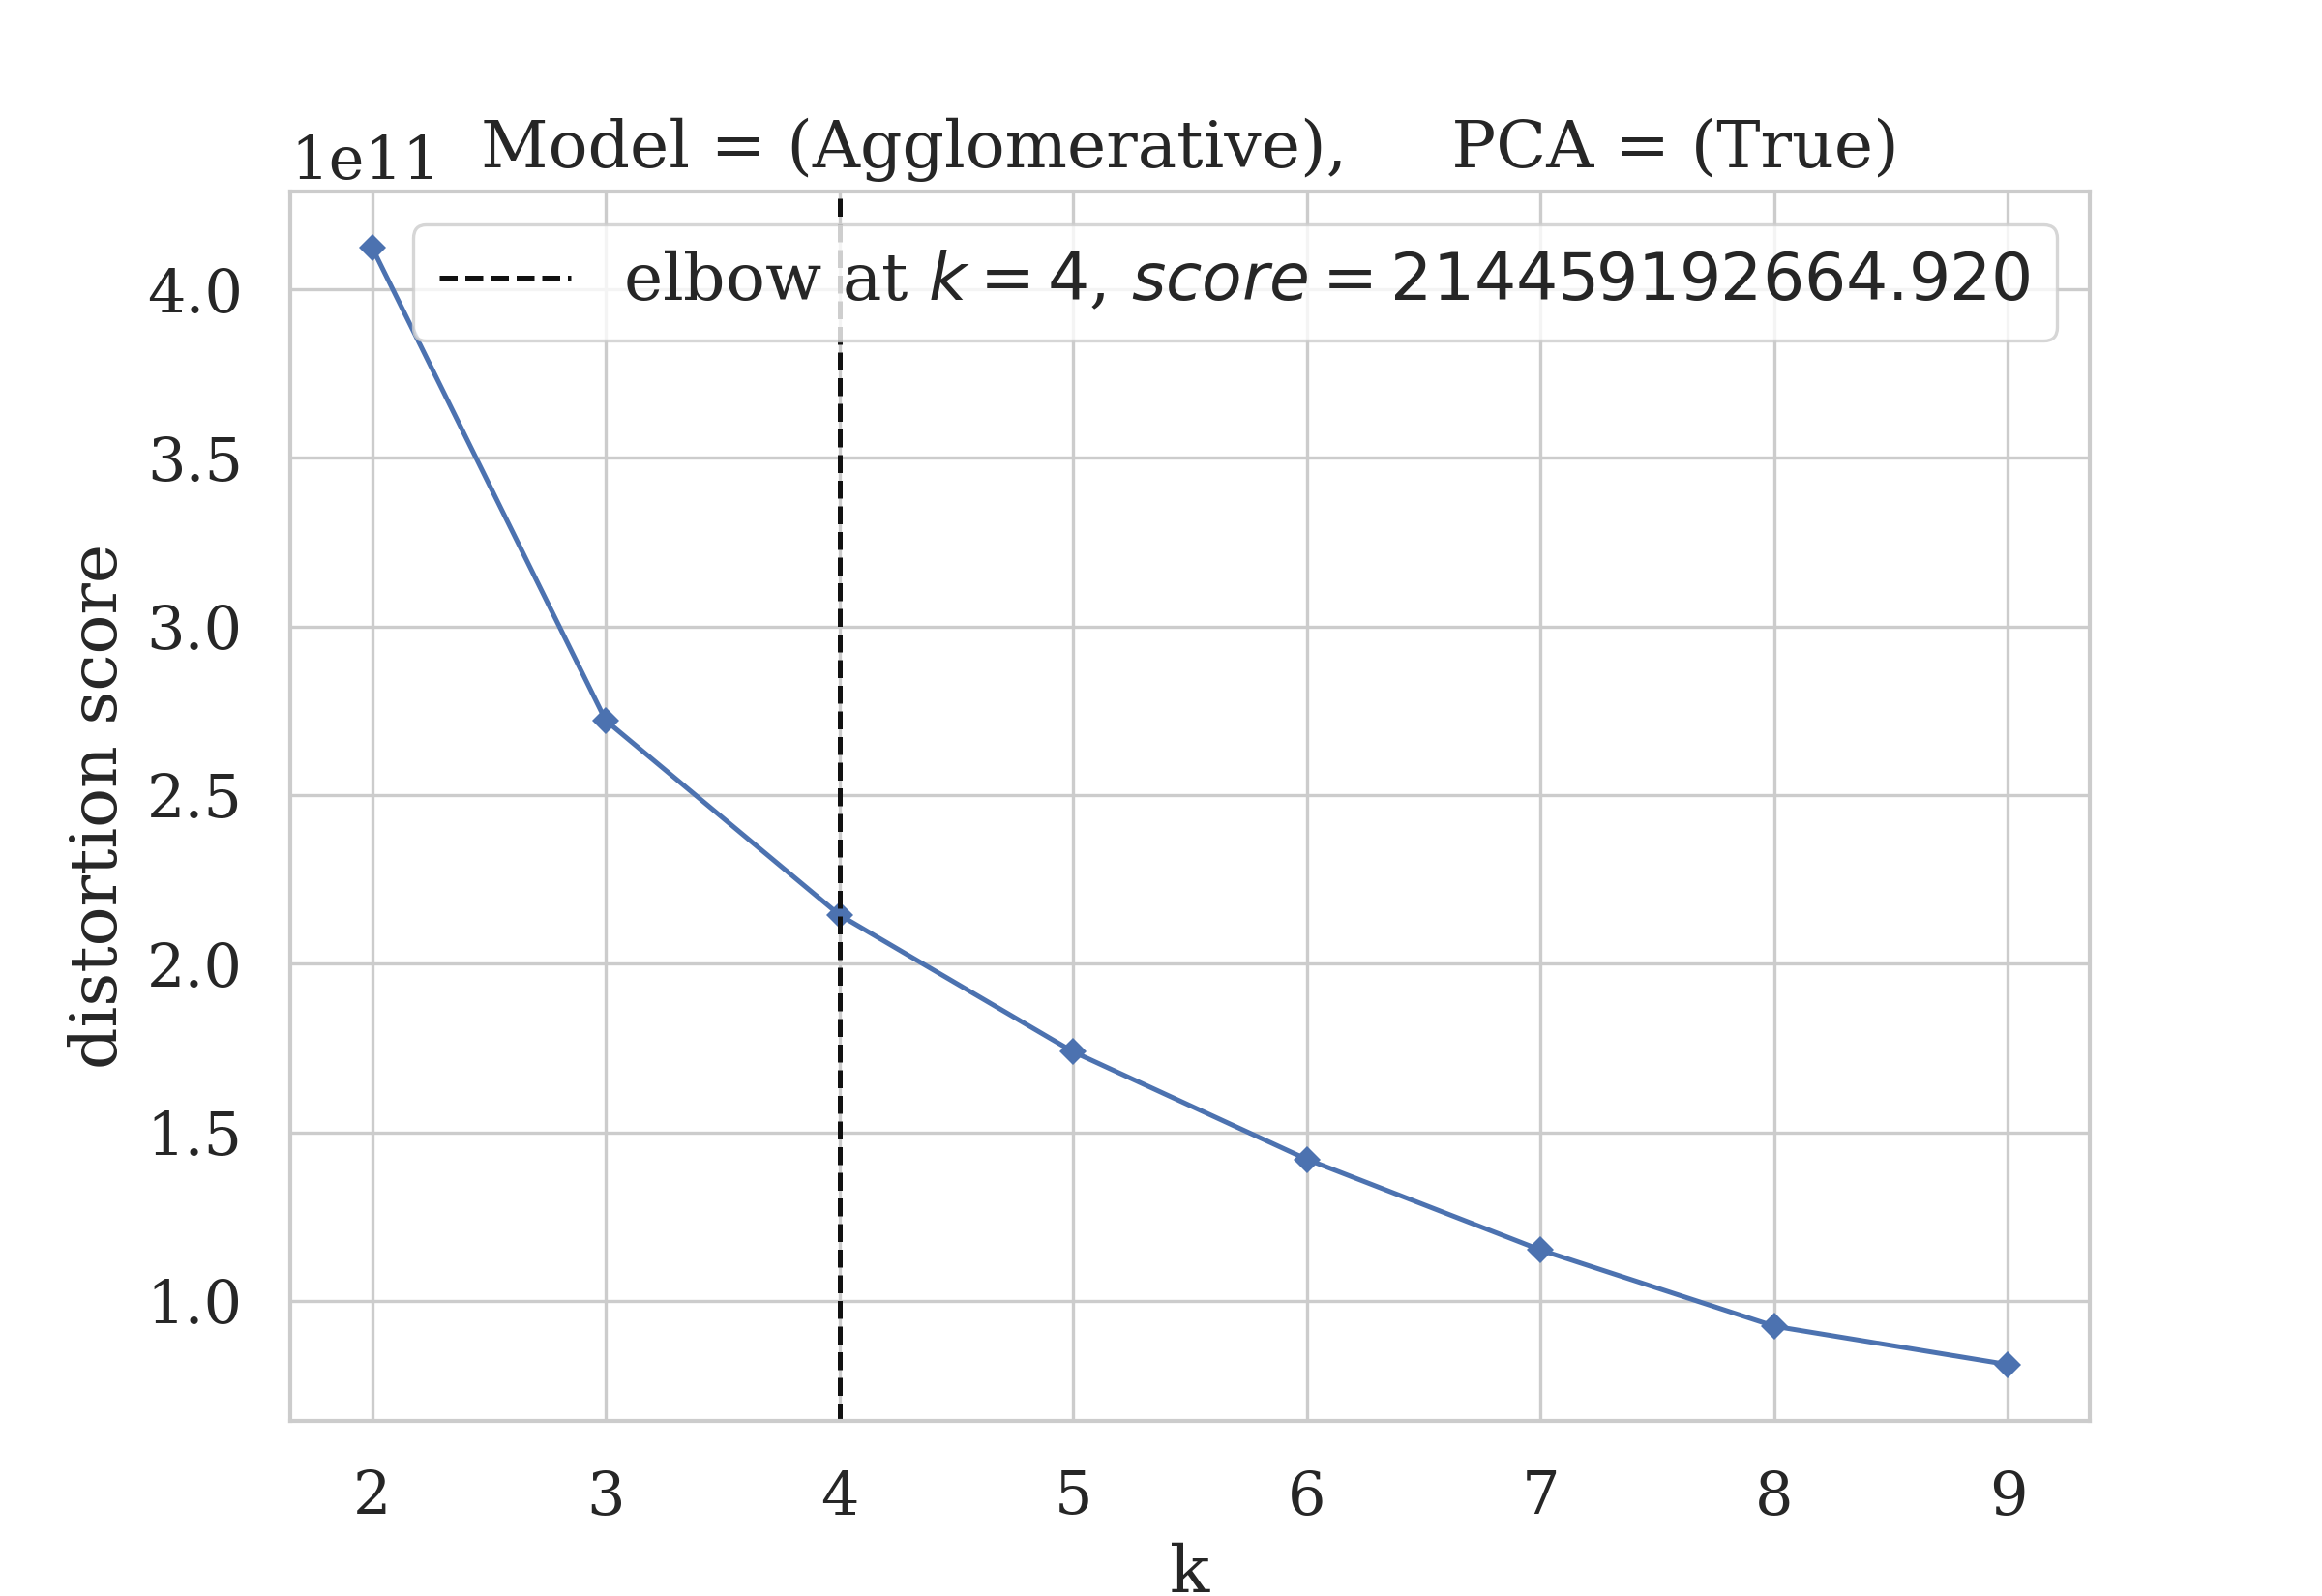 1e11 Model = (Agglomerative), PCA = (True)
elbow at k = 4, score = 214459192664.920
4.0
3.5
3.0
2.5
2.0
1.5
1.0
distortion score
2 3 4 5 6 7 8 9
k